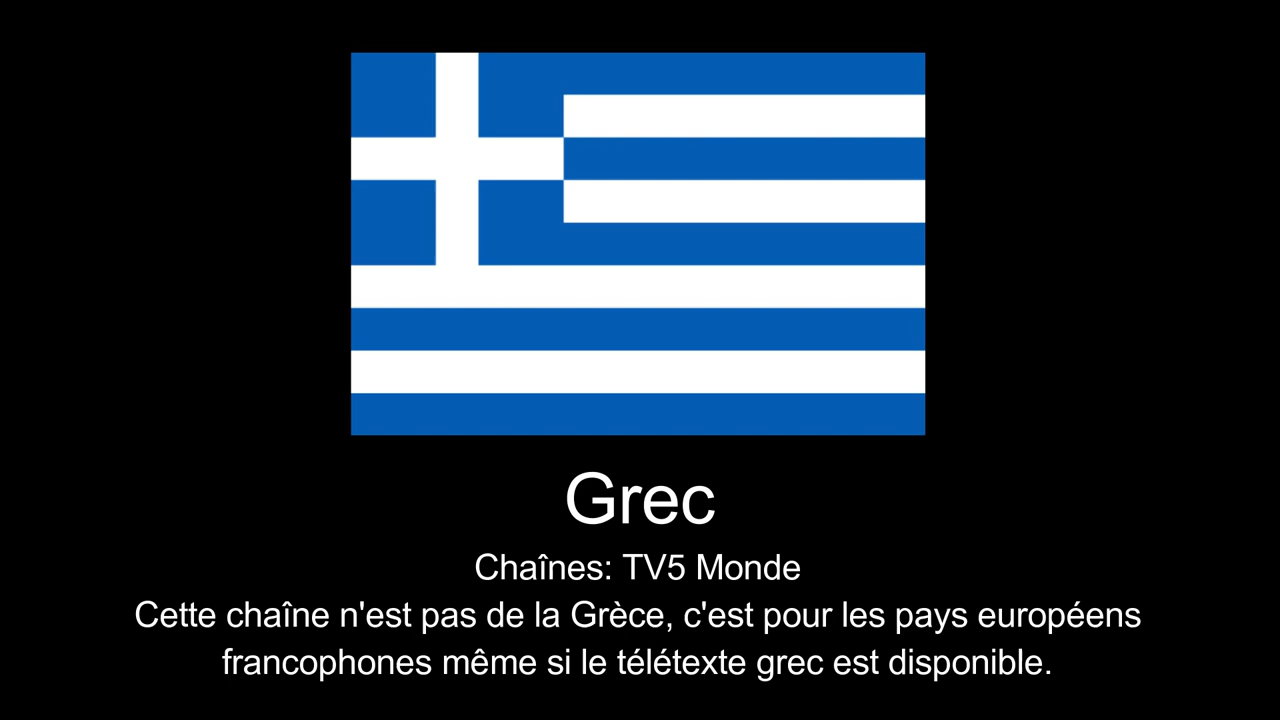 Grec
Chaînes: TV5 Monde
Cette chaîne n'est pas de la Grèce, c'est pour les pays européens
francophones même si le télétexte grec est disponible.